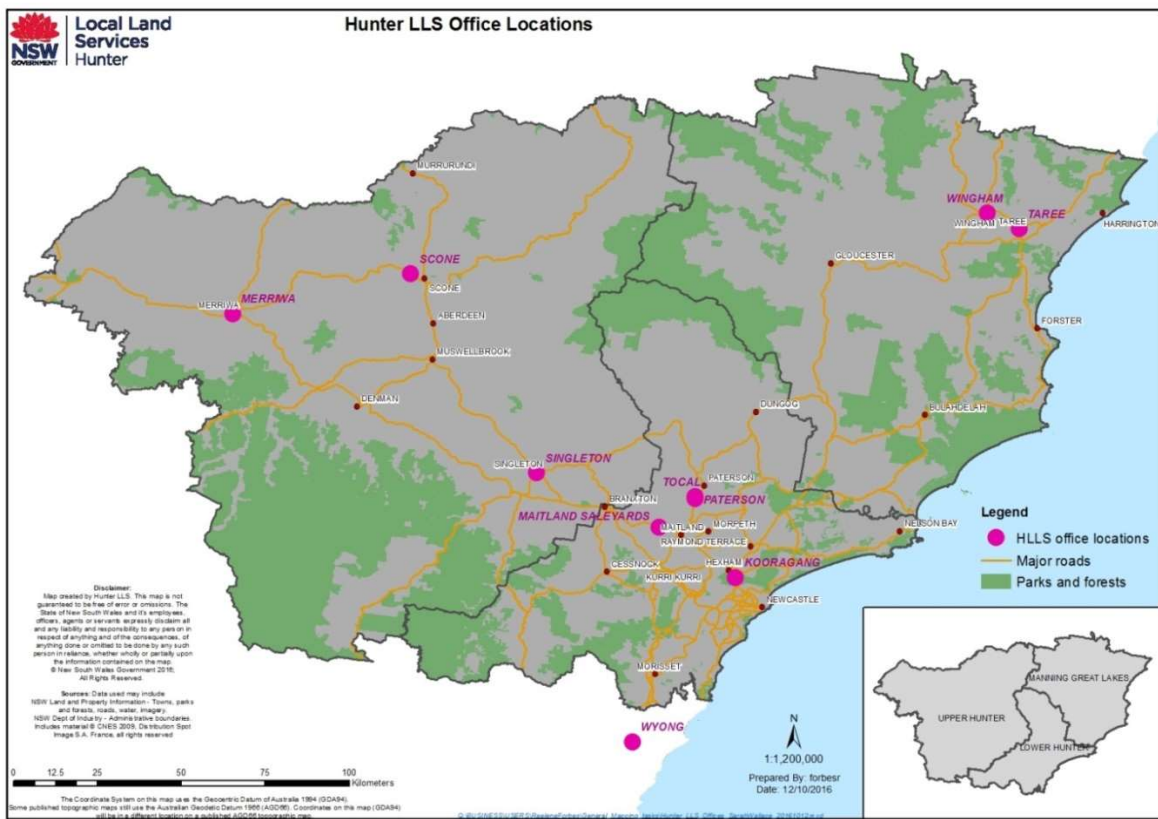 NSW
GOVERNMENT
Local Land
Services
Hunter
Hunter LLS Office Locations
MURRURUNDI
WINGHAM
WINGHAM
TAREE
TAREE
HARRINGTON
GLOUCESTER
SCONE
SCONE
MERRIWA
MERRIWA
ABERDEEN
FORSTER
MUSWELLBROOK
DENMAN
DUNGOG
BULAHDELAH
SINGLETON
SINGLETON
TOCAL
PATERSON
PATERSON
BRANXTON
MAITLAND SALEYARDS
MAITLAND
MORPETH
NELSON BAY
RAYMOND TERRACE
HEXHAM
KOORAGANG
CESSNOCK
KURRI KURRI
NEWCASTLE
MORISSET
WYONG
Legend
HLLS office locations
Major roads
Parks and forests
Disclaimer:
Map created by Hunter LLS. This map is not
guaranteed to be free of error or omissions. The
State of New South Wales and it's employees,
officers, agents or servants expressly disclaim all
and any liability and responsibility to any person in
respect of anything and of the consequences, of
anything done or omitted to be done by any such
person in reliance, whether wholly or partially upon
the information contained on the map.
© New South Wales Government 2016;
All Rights Reserved.
Sources: Data used may include
NSW Land and Property Information - Towns, parks
and forests, roads, water, imagery.
NSW Dept of Industry - Administrative boundaries.
Includes material © CNES 2009, Distribution Spot
Image S.A. France, all rights reserved
0 12.5 25 50 75 100
Kilometers
The Coordinate System on this map uses the Geocentric Datum of Australia 1994 (GDA94).
Some published topographic maps still use the Australian Geodetic Datum 1966 (AGD66). Coordinates on this map (GDA94)
will be in a different location on a published AGD66 topographic map.
N
1:1,200,000
Prepared By: forbesr
Date: 12/10/2016
UPPER HUNTER
MANNING GREAT LAKES
LOWER HUNTER